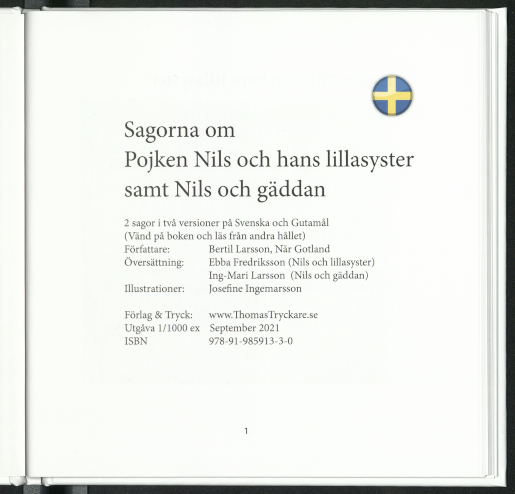 Sagorna om
Pojken Nils och hans lillasyster
samt Nils och gäddan
2 sagor i två versioner på Svenska och Gutamål
(Vänd på boken och läs från andra hållet)
Författare: Bertil Larsson, När Gotland
Översättning: Ebba Fredriksson (Nils och lillasyster)
Ing-Mari Larsson (Nils och gäddan)
Illustrationer: Josefine Ingemarsson
Förlag & Tryck: www.ThomasTryckare.se
Utgåva 1/1000 ex September 2021
ISBN 978-91-985913-3-0
1